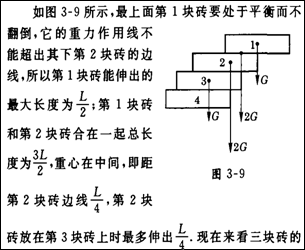 如图 3-9 所示，最上面第 1 块砖要处于平衡而不
翻倒，它的重力作用线不
能超出其下第 2 块砖的边
线，所以第 1 块砖能伸出的
最大长度为 L/2；第 1 块砖
和第 2 块砖合在一起总长
度为 3L/2，重心在中间，即距
第 2 块砖边线 L/4，第 2 块
砖放在第 3 块砖上时最多伸出 L/4．现在来看三块砖的
1
2
3
4
G
G
2G
2G
图 3-9